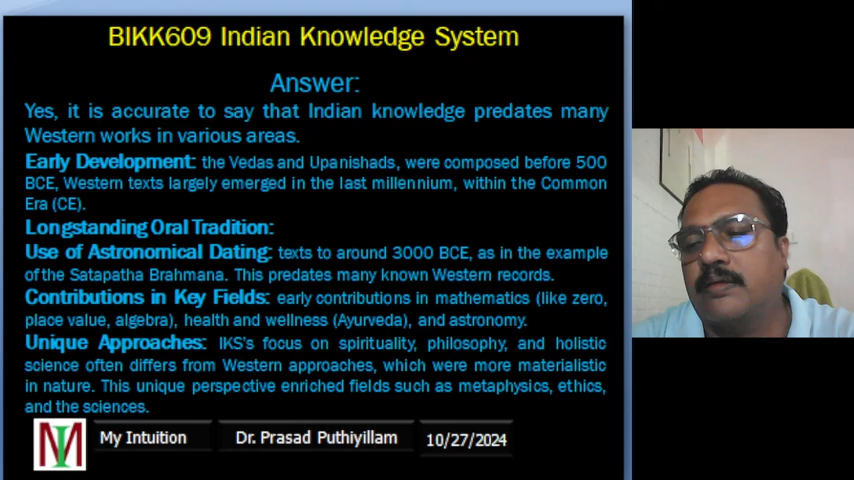 BIKK609 Indian Knowledge System
Answer:
Yes, it is accurate to say that Indian knowledge predates many
Western works in various areas.
Early Development: the Vedas and Upanishads, were composed before 500
BCE, Western texts largely emerged in the last millennium, within the Common
Era (CE).
Longstanding Oral Tradition:
Use of Astronomical Dating: texts to around 3000 BCE, as in the example
of the Satapatha Brahmana. This predates many known Western records.
Contributions in Key Fields: early contributions in mathematics (like zero,
place value, algebra), health and wellness (Ayurveda), and astronomy.
Unique Approaches: IKS's focus on spirituality, philosophy, and holistic
science often differs from Western approaches, which were more materialistic
in nature. This unique perspective enriched fields such as metaphysics, ethics,
and the sciences.
MI My Intuition Dr. Prasad Puthiyillam 10/27/2024